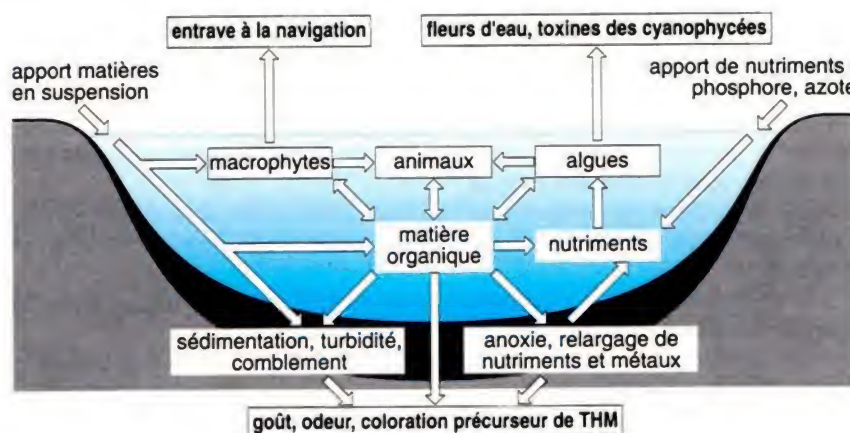 entrave à la navigation
fleurs d'eau, toxines des cyanophycées
apport matières
en suspension
apport de nutriments
phosphore, azote
macrophytes
animaux
algues
matière
organique
nutriments
sédimentation, turbidité,
comblement
anoxie, relargage de
nutriments et métaux
goût, odeur, coloration précurseur de THM